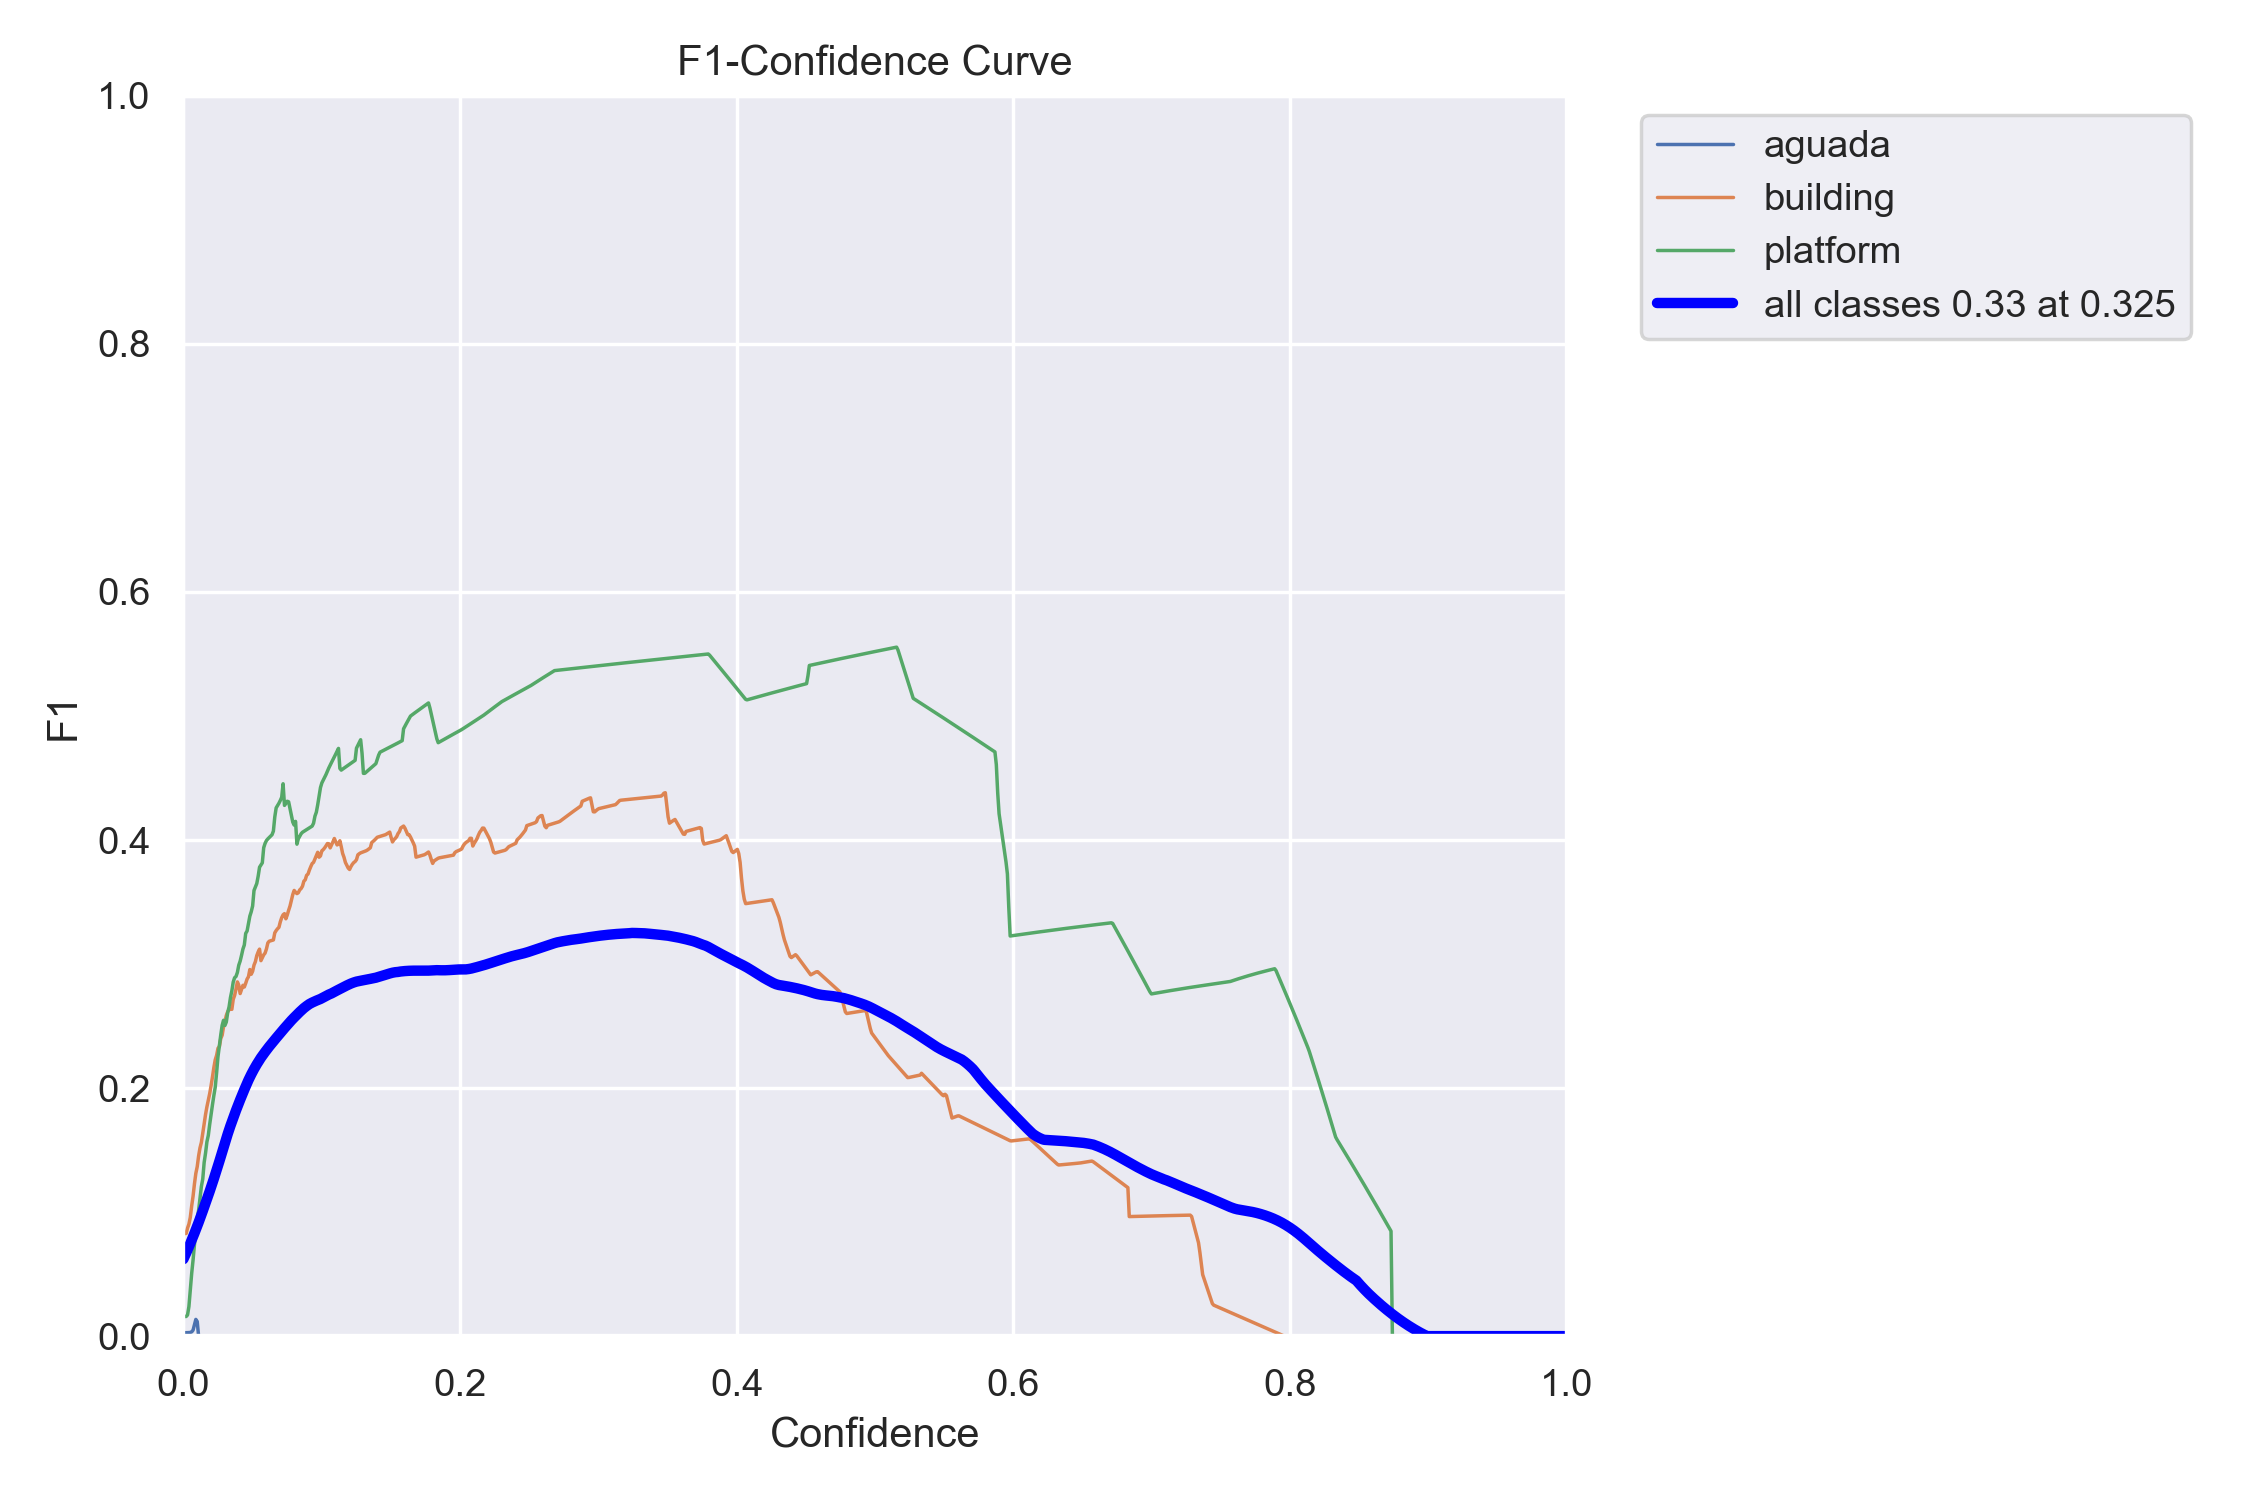 F1-Confidence Curve
1.0
0.8
0.6
0.4
0.2
0.0
F1
0.0 0.2 0.4 0.6 0.8 1.0
Confidence
aguada
building
platform
all classes 0.33 at 0.325